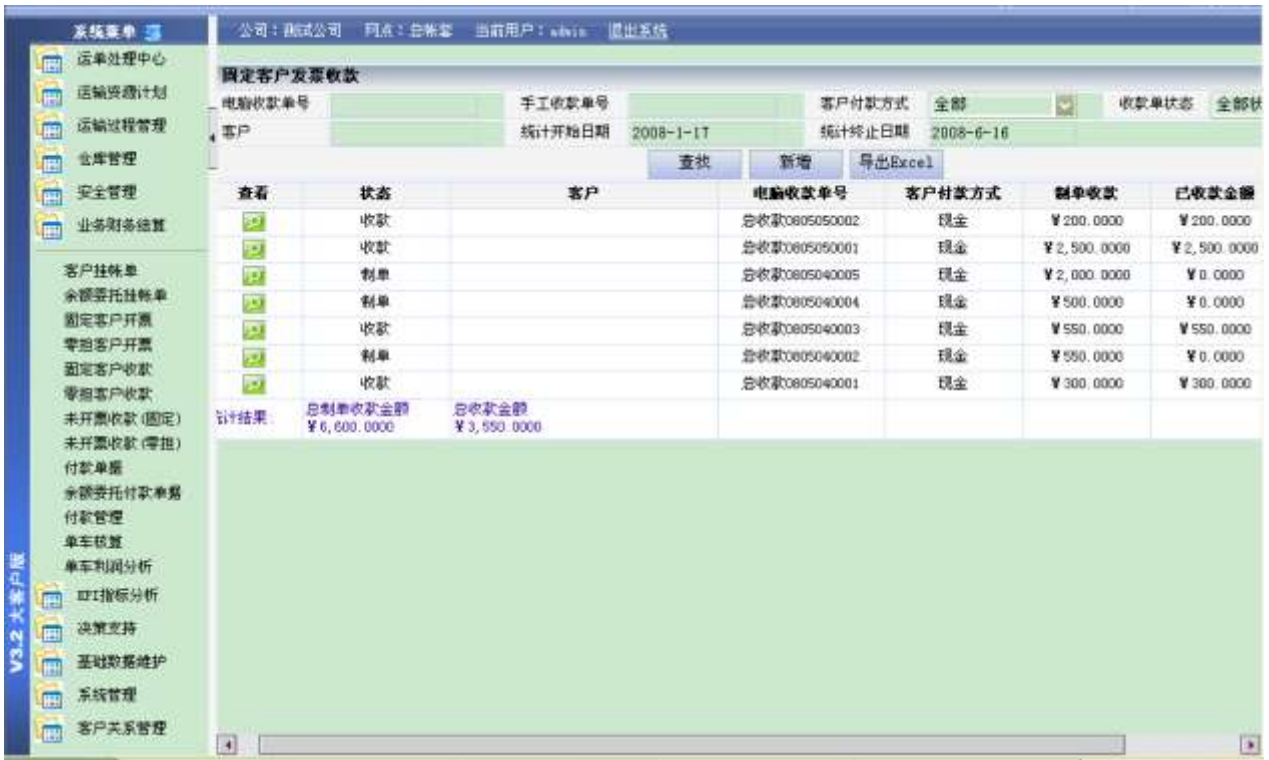 系统菜单
公司：测试公司 网点：总帐套 当前用户：admin 退出系统
运单处理中心
运输资源计划
运输过程管理
仓库管理
安全管理
业务财务结算
客户挂帐单
余额委托挂帐单
固定客户开票
零担客户开票
固定客户收款
零担客户收款
未开票收款(固定)
未开票收款(零担)
付款单据
余额委托付款单据
付款管理
单车核算
单车利润分析
KPI指标分析
决策支持
基础数据维护
系统管理
客户关系管理
V3.2 大客户版
固定客户发票收款
电脑收款单号 手工收款单号 客户付款方式 全部 收款单状态 全部状
客户 统计开始日期 2008-1-17 统计终止日期 2008-6-16
查找 新增 导出Excel
查看 状态 客户 电脑收款单号 客户付款方式 制单收款 已收款金额
收款 总收款0805050002 现金 ￥200.0000 ￥200.0000
收款 总收款0805050001 现金 ￥2,500.0000 ￥2,500.0000
制单 总收款0805040005 现金 ￥2,000.0000 ￥0.0000
制单 总收款0805040004 现金 ￥500.0000 ￥0.0000
收款 总收款0805040003 现金 ￥550.0000 ￥550.0000
制单 总收款0805040002 现金 ￥550.0000 ￥0.0000
收款 总收款0805040001 现金 ￥300.0000 ￥300.0000
统计结果： 总制单收款金额 总收款金额
￥6,600.0000 ￥3,550.0000